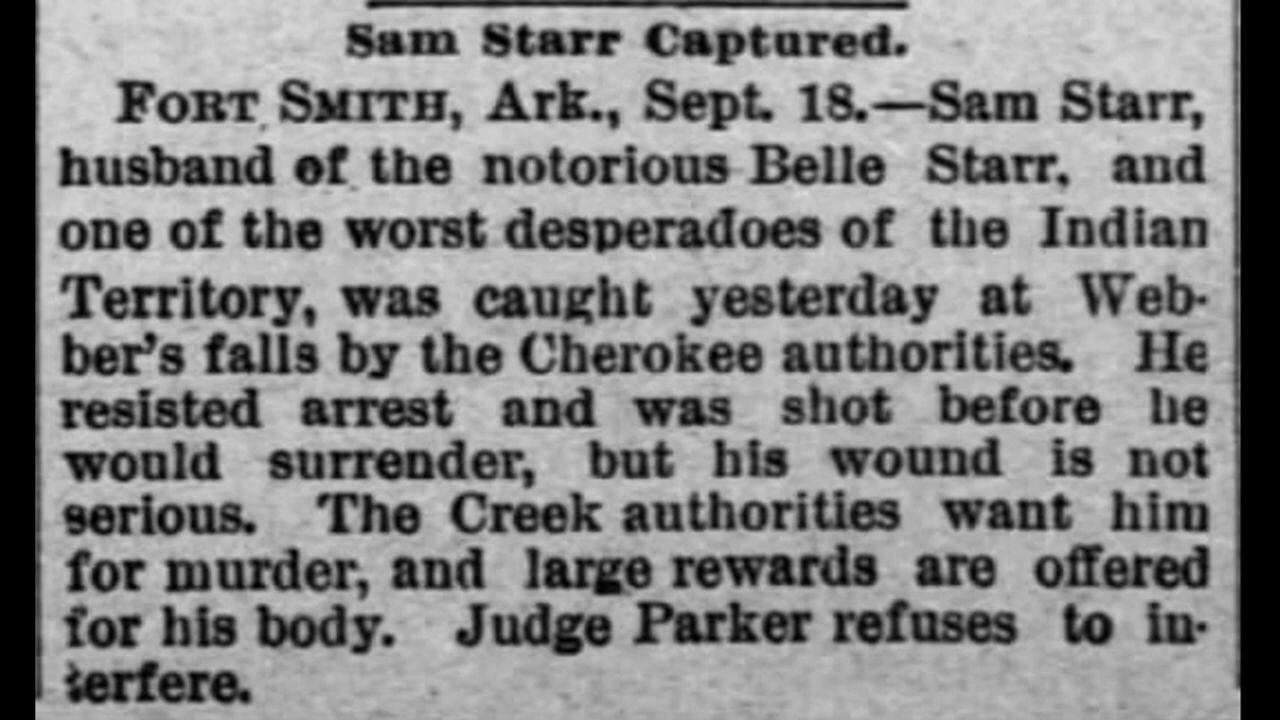 Sam Starr Captured.
FORT SMITH, Ark., Sept. 18.—Sam Starr,
husband of the notorious Belle Starr, and
one of the worst desperadoes of the Indian
Territory, was caught yesterday at Web-
ber's falls by the Cherokee authorities. He
resisted arrest and was shot before he
would surrender, but his wound is not
serious. The Creek authorities want him
for murder, and large rewards are offered
for his body. Judge Parker refuses to in-
terfere.